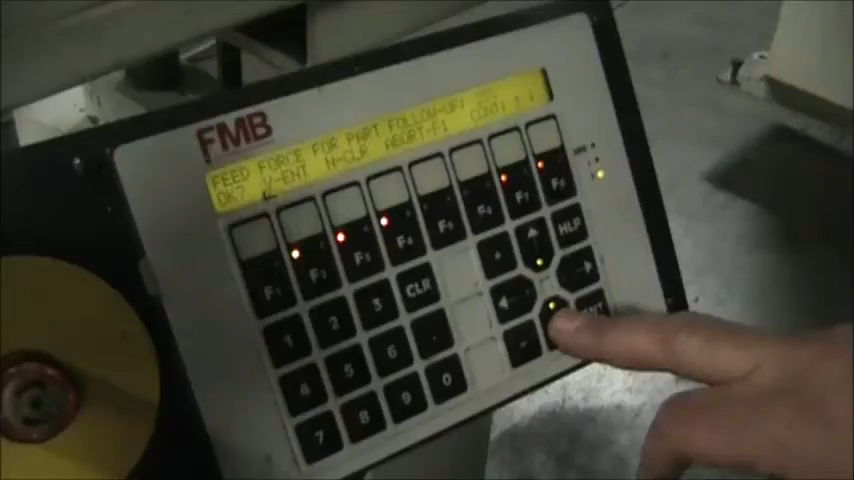 FMB
FEED FORCE FOR PART FOLLOW-UP:
OK? Y-ENT N-CLR ABORT-F1 CONT:
F1 F2 F3 F4 F5 F6 F7 F8
+ HLP
1 2 3 CLR
4 5 6 .
-
7 8 9 0